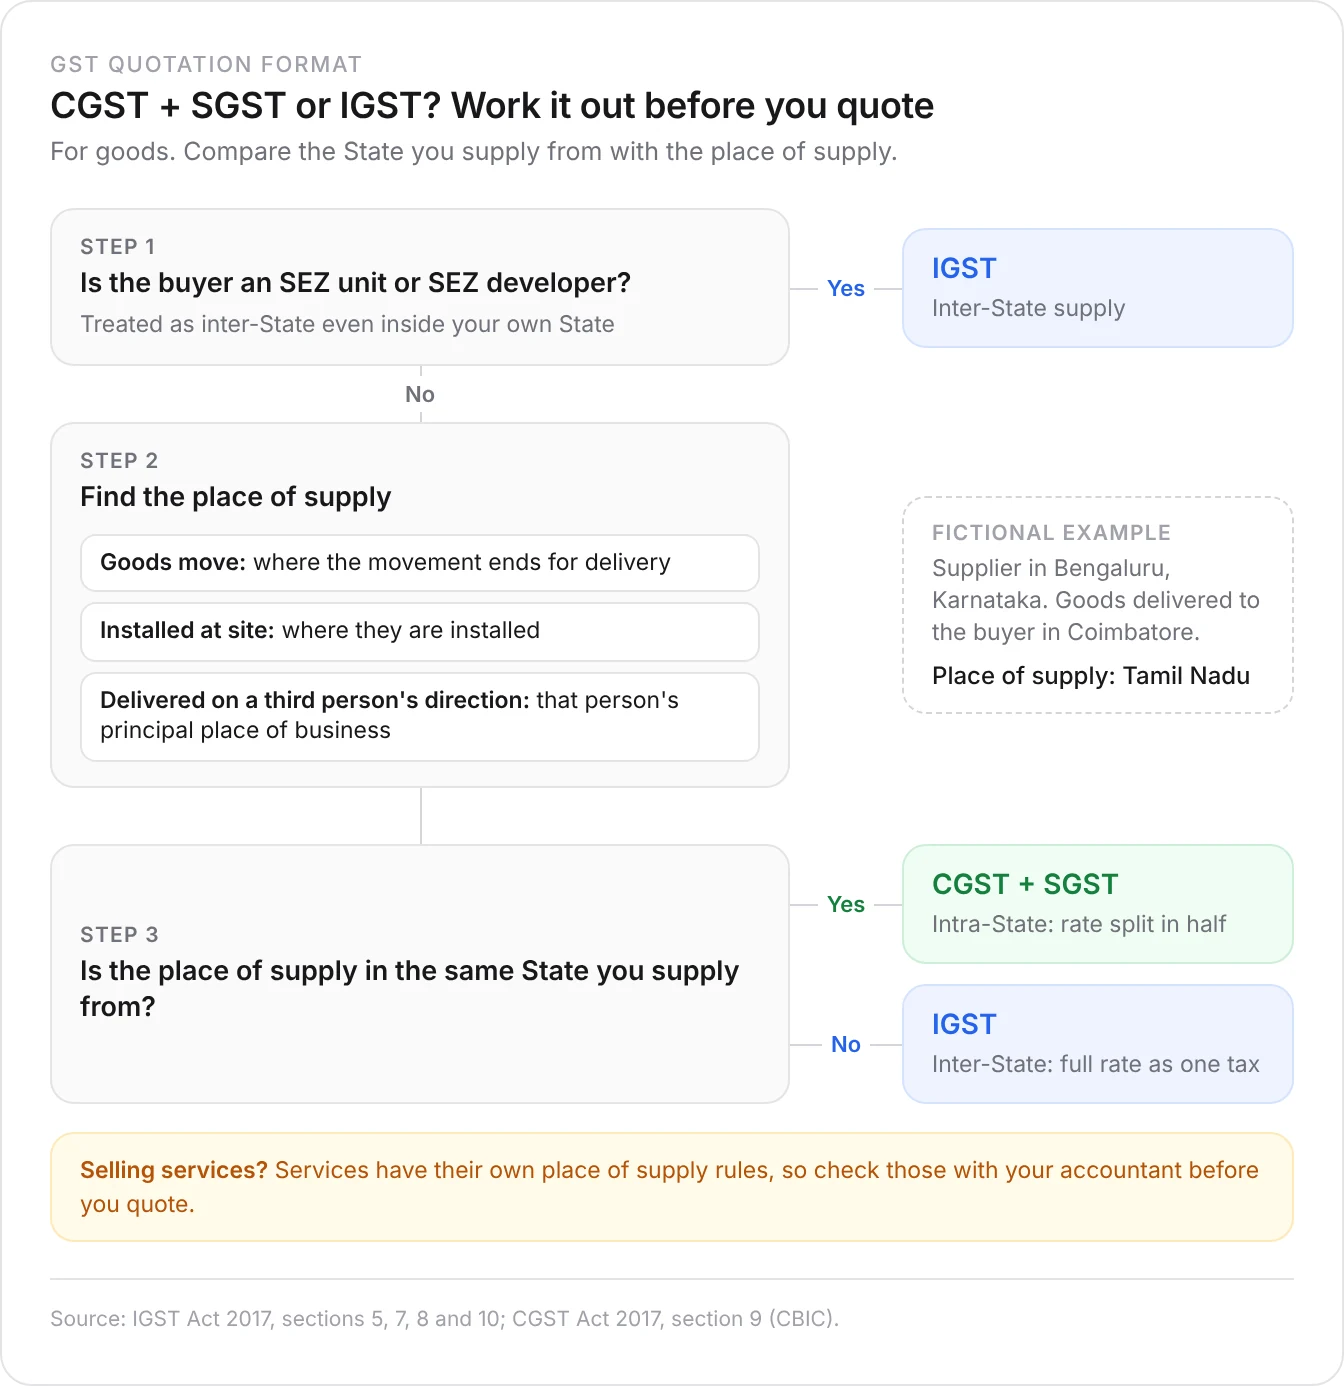 GST QUOTATION FORMAT
CGST + SGST or IGST? Work it out before you quote
For goods. Compare the State you supply from with the place of supply.
STEP 1
Is the buyer an SEZ unit or SEZ developer?
Treated as inter-State even inside your own State
Yes
IGST
Inter-State supply
No
STEP 2
Find the place of supply
Goods move: where the movement ends for delivery
Installed at site: where they are installed
Delivered on a third person's direction: that person's
principal place of business
FICTIONAL EXAMPLE
Supplier in Bengaluru,
Karnataka. Goods delivered to
the buyer in Coimbatore.
Place of supply: Tamil Nadu
STEP 3
Is the place of supply in the same State you supply
from?
Yes
CGST + SGST
Intra-State: rate split in half
No
IGST
Inter-State: full rate as one tax
Selling services? Services have their own place of supply rules, so check those with your accountant before
you quote.
Source: IGST Act 2017, sections 5, 7, 8 and 10; CGST Act 2017, section 9 (CBIC).